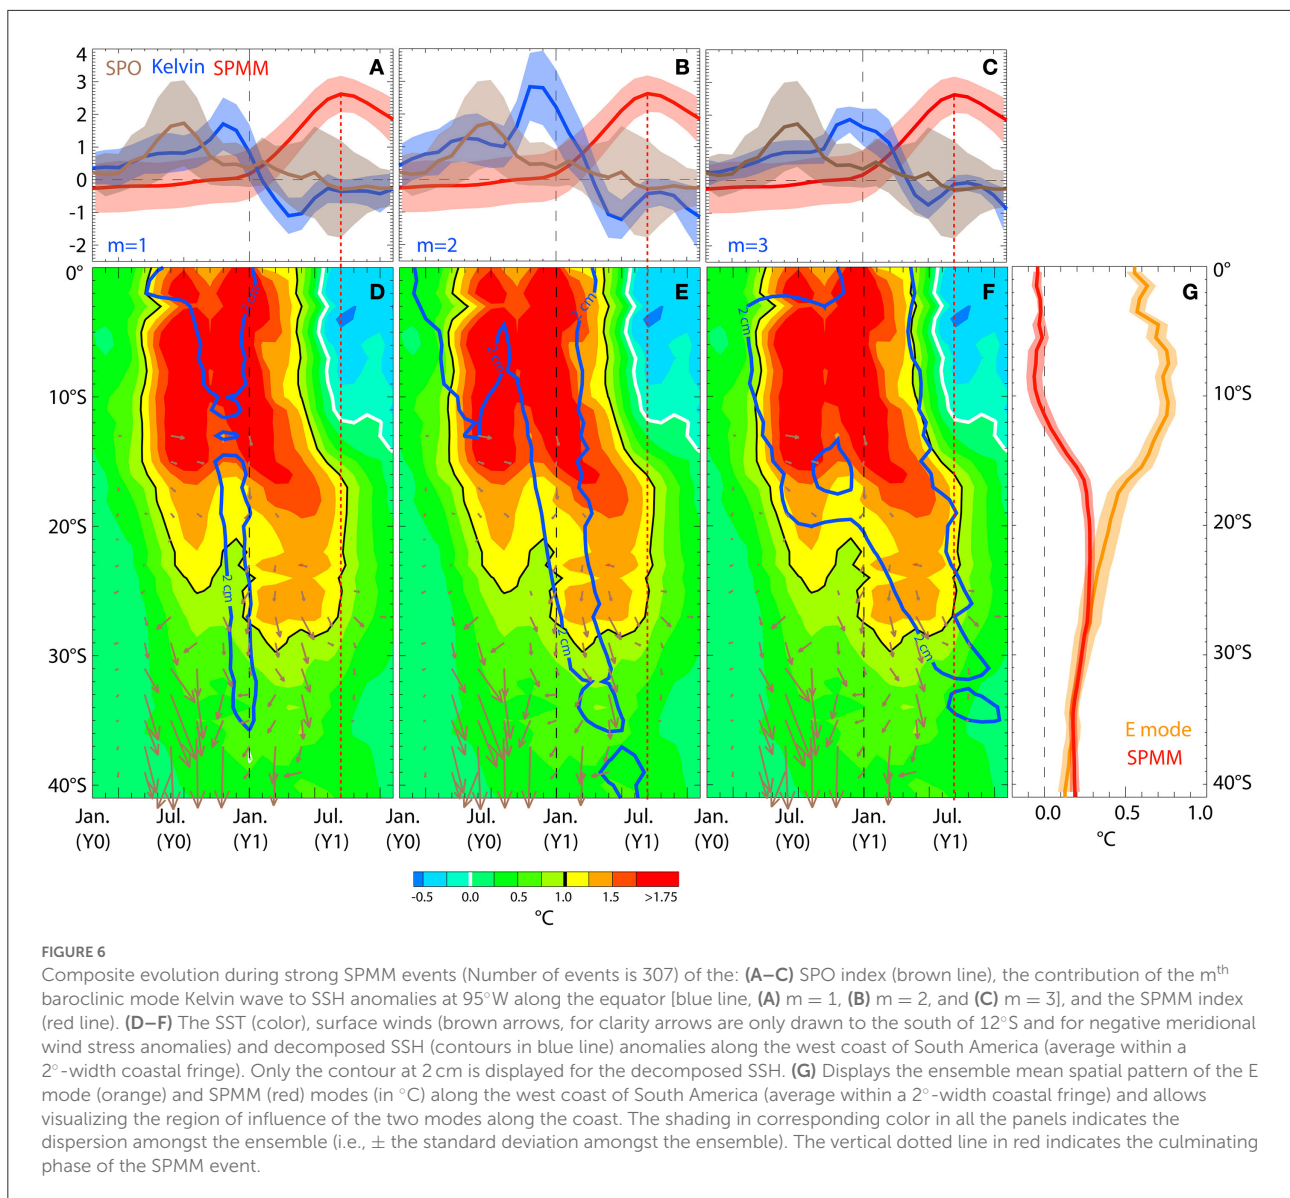 4
3
2
1
0
-1
-2
SPO Kelvin SPMM
A
B
C
m=1
m=2
m=3
0°
10°S
20°S
30°S
40°S
D
E
F
G
2 cm
2 cm
2 cm
2 cm
2 cm
2 cm
2 cm
0°
10°S
20°S
30°S
40°S
E mode
SPMM
Jan. Jul. Jan. Jul. Jan. Jul. Jan. Jul. Jan. Jul. Jan. Jul.
(Y0) (Y0) (Y1) (Y1) (Y0) (Y0) (Y1) (Y1) (Y0) (Y0) (Y1) (Y1)
0.0 0.5 1.0
°C
-0.5 0.0 0.5 1.0 1.5 >1.75
°C
FIGURE 6
Composite evolution during strong SPMM events (Number of events is 307) of the: (A–C) SPO index (brown line), the contribution of the mth
baroclinic mode Kelvin wave to SSH anomalies at 95°W along the equator [blue line, (A) m = 1, (B) m = 2, and (C) m = 3], and the SPMM index
(red line). (D–F) The SST (color), surface winds (brown arrows, for clarity arrows are only drawn to the south of 12°S and for negative meridional
wind stress anomalies) and decomposed SSH (contours in blue line) anomalies along the west coast of South America (average within a
2°-width coastal fringe). Only the contour at 2 cm is displayed for the decomposed SSH. (G) Displays the ensemble mean spatial pattern of the E
mode (orange) and SPMM (red) modes (in °C) along the west coast of South America (average within a 2°-width coastal fringe) and allows
visualizing the region of influence of the two modes along the coast. The shading in corresponding color in all the panels indicates the
dispersion amongst the ensemble (i.e., ± the standard deviation amongst the ensemble). The vertical dotted line in red indicates the culminating
phase of the SPMM event.